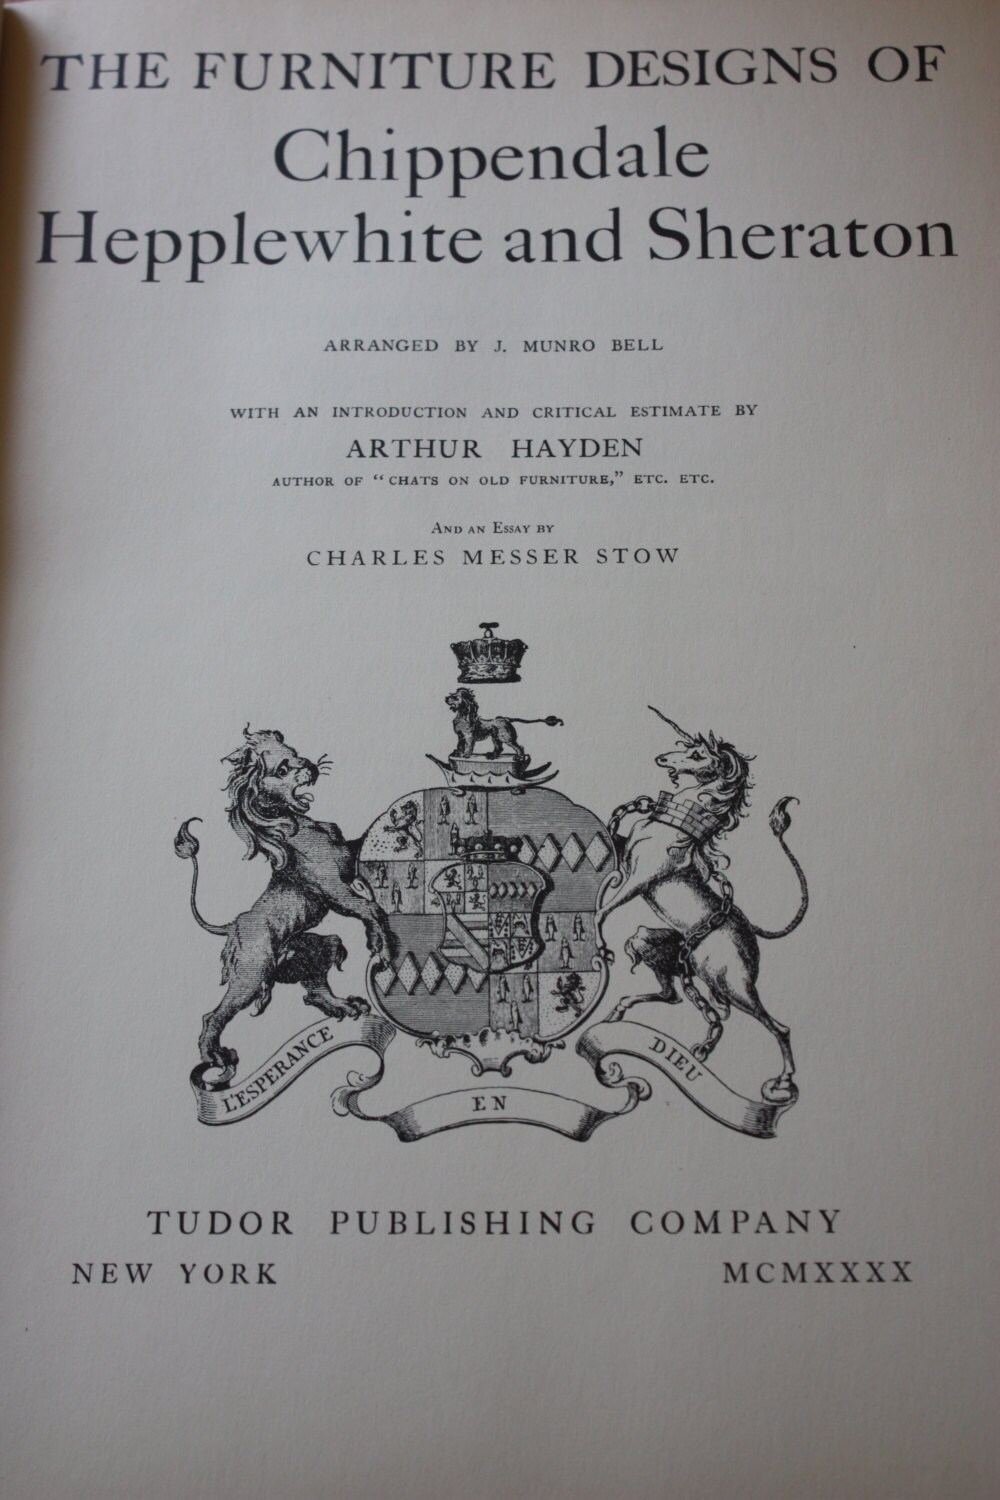 THE FURNITURE DESIGNS OF
Chippendale
Hepplewhite and Sheraton
ARRANGED BY J. MUNRO BELL
WITH AN INTRODUCTION AND CRITICAL ESTIMATE BY
ARTHUR HAYDEN
AUTHOR OF “CHATS ON OLD FURNITURE,” ETC. ETC.
AND AN ESSAY BY
CHARLES MESSER STOW
L'ESPERANCE
EN
DIEU
TUDOR PUBLISHING COMPANY
NEW YORK MCMXXXX